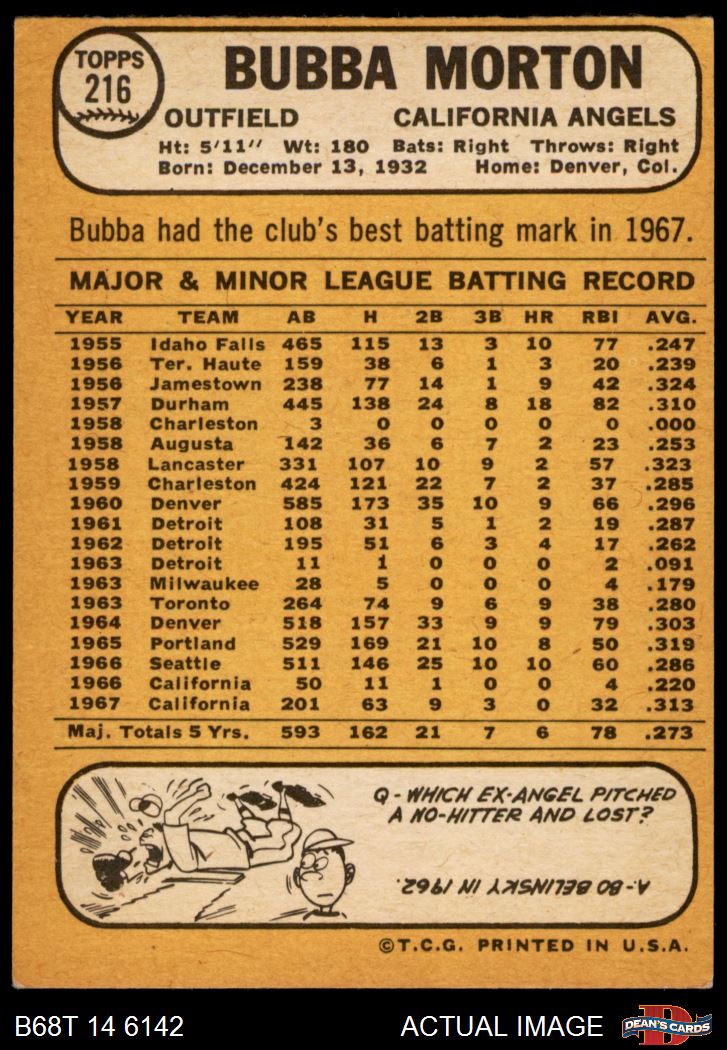 TOPPS
216
BUBBA MORTON
OUTFIELD CALIFORNIA ANGELS
Ht: 5'11" Wt: 180 Bats: Right Throws: Right
Born: December 13, 1932 Home: Denver, Col.
Bubba had the club's best batting mark in 1967.
MAJOR & MINOR LEAGUE BATTING RECORD
YEAR TEAM AB H 2B 3B HR RBI AVG.
1955 Idaho Falls 465 115 13 3 10 77 .247
1956 Ter. Haute 159 38 6 1 3 20 .239
1956 Jamestown 238 77 14 1 9 42 .324
1957 Durham 445 138 24 8 18 82 .310
1958 Charleston 3 0 0 0 0 0 .000
1958 Augusta 142 36 6 7 2 23 .253
1958 Lancaster 331 107 10 9 2 57 .323
1959 Charleston 424 121 22 7 2 37 .285
1960 Denver 585 173 35 10 9 66 .296
1961 Detroit 108 31 5 1 2 19 .287
1962 Detroit 195 51 6 3 4 17 .262
1963 Detroit 11 1 0 0 0 2 .091
1963 Milwaukee 28 5 0 0 0 4 .179
1963 Toronto 264 74 9 6 9 38 .280
1964 Denver 518 157 33 9 9 79 .303
1965 Portland 529 169 21 10 8 50 .319
1966 Seattle 511 146 25 10 10 60 .286
1966 California 50 11 1 0 0 4 .220
1967 California 201 63 9 3 0 32 .313
Maj. Totals 5 Yrs. 593 162 21 7 6 78 .273
Q - WHICH EX-ANGEL PITCHED
A NO-HITTER AND LOST?
A-BO BELINSKY IN 1962.
©T.C.G. PRINTED IN U.S.A.
B68T 14 6142 ACTUAL IMAGE
D
DEAN'S CARDS